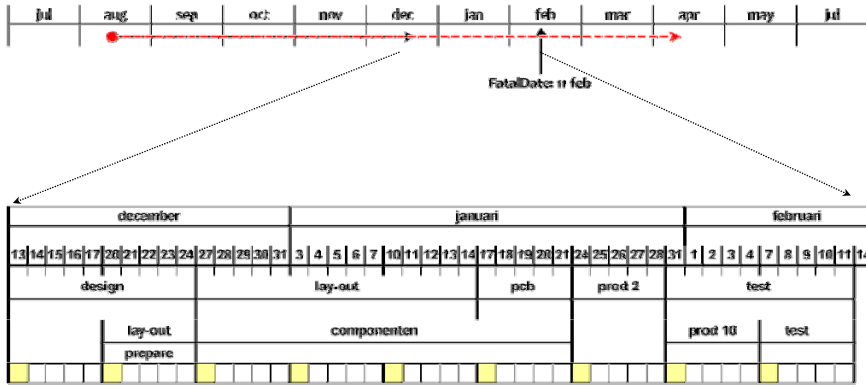 jul aug sep oct nov dec jan feb mar apr may jul
FatalDate: 11 feb
december januari februari
13 14 15 16 17 20 21 22 23 24 27 28 29 30 31 3 4 5 6 7 10 11 12 13 14 17 18 19 20 21 24 25 26 27 28 31 1 2 3 4 7 8 9 10 11 14
design lay-out pcb prod 2 test
lay-out componenten prod 10 test
prepare